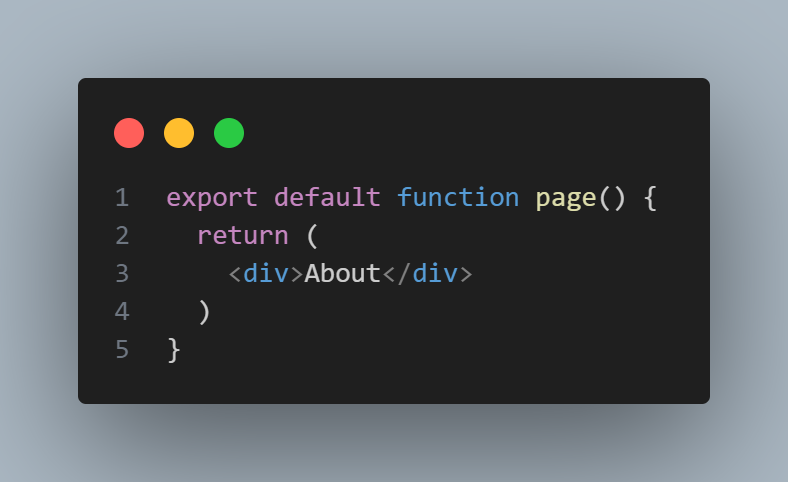 1 export default function page() {
2   return (
3     <div>About</div>
4   )
5 }